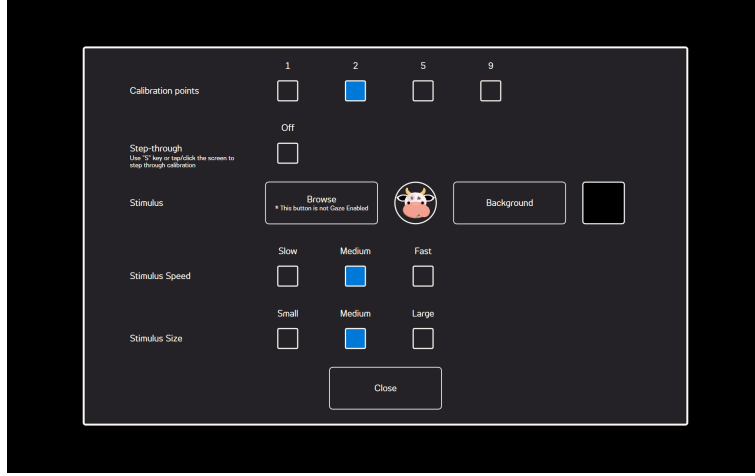 1 2 5 9
Calibration points
Off
Step-through
Use "S" key or tap/click the screen to
step through calibration
Stimulus
Browse
* This button is not Gaze Enabled
Background
Slow Medium Fast
Stimulus Speed
Small Medium Large
Stimulus Size
Close